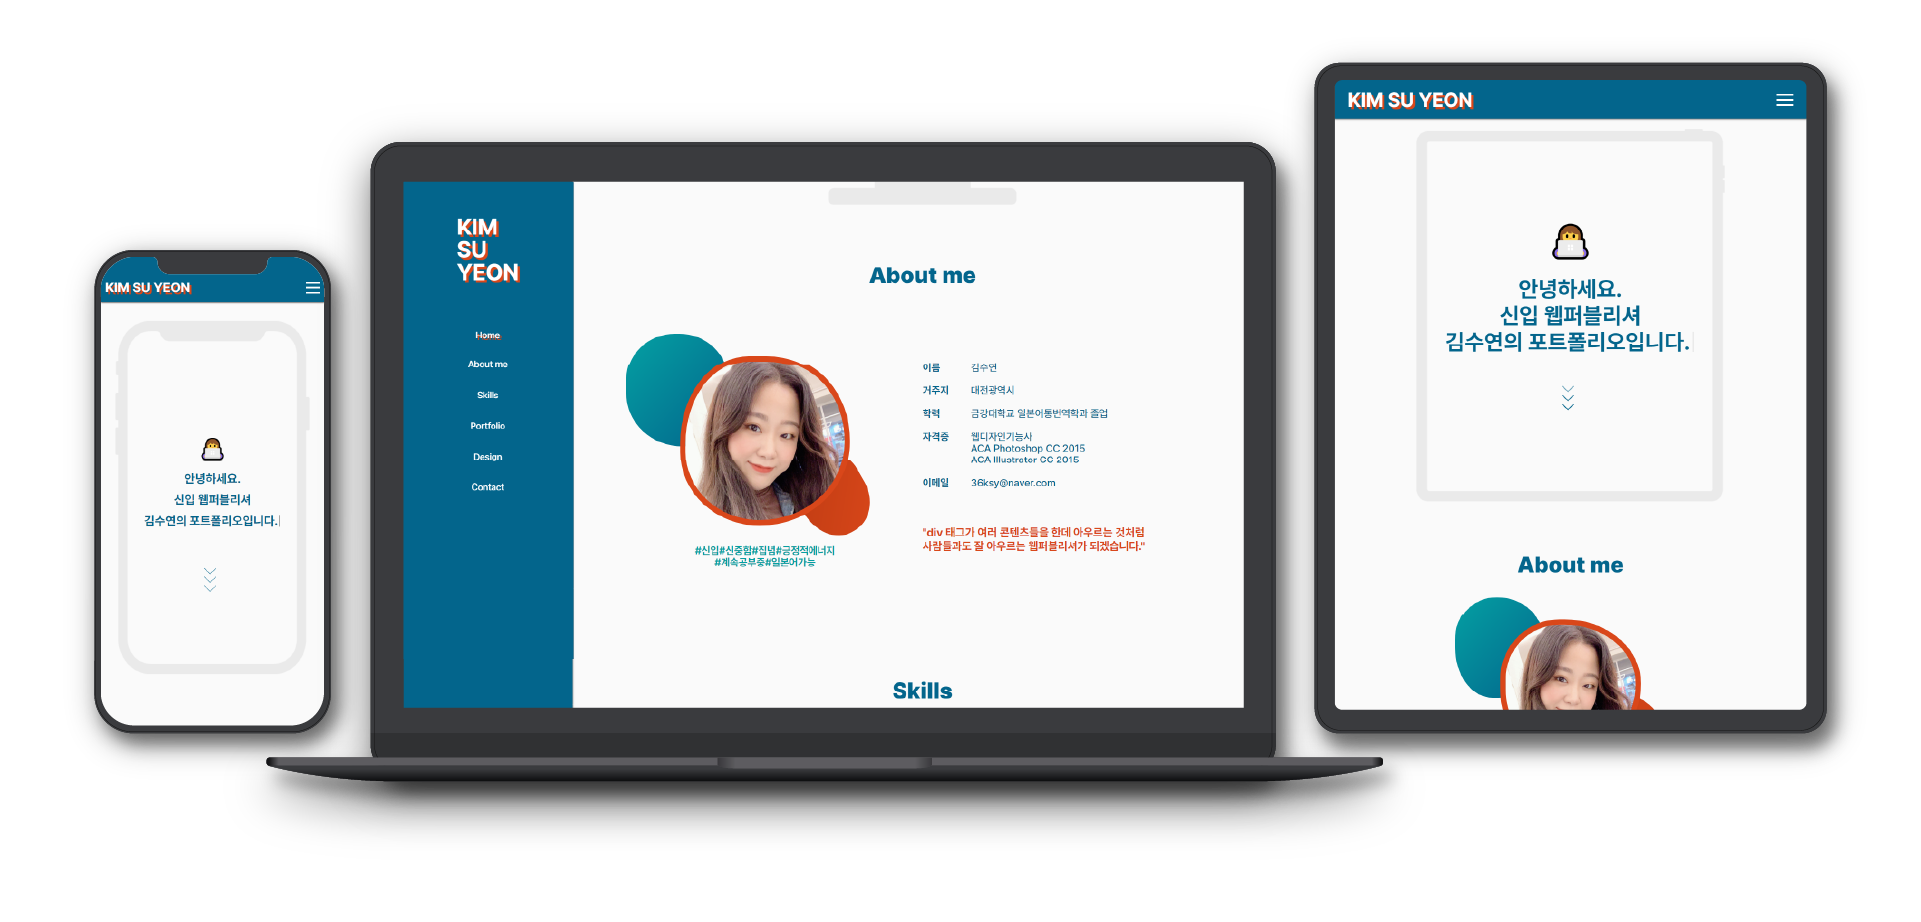 KIM SU YEON
안녕하세요.
신입 웹퍼블리셔
김수연의 포트폴리오입니다.
KIM
SU
YEON
Home
About me
Skills
Portfolio
Design
Contact
About me
#신입#신중함#집념#긍정적에너지
#계속공부중#일본어가능
이름 김수연
거주지 대전광역시
학력 금강대학교 일본어통번역학과 졸업
자격증 웹디자인기능사
ACA Photoshop CC 2015
ACA Illustrator CC 2015
이메일 36ksy@naver.com
"div 태그가 여러 콘텐츠들을 한데 아우르는 것처럼
사람들과도 잘 아우르는 웹퍼블리셔가 되겠습니다."
Skills
KIM SU YEON
안녕하세요.
신입 웹퍼블리셔
김수연의 포트폴리오입니다.
About me